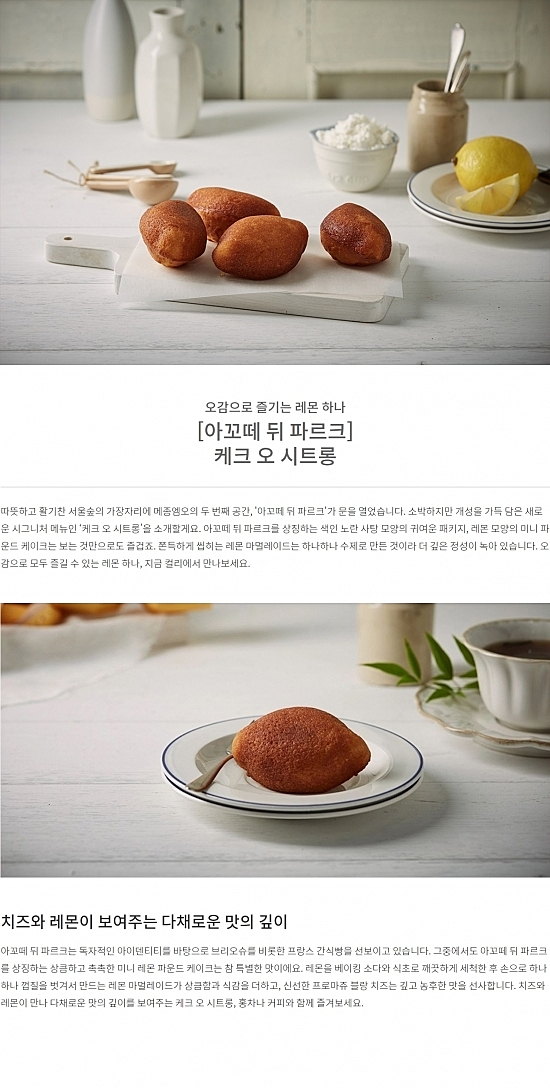 오감으로 즐기는 레몬 하나
[아꼬떼 뒤 파르크]
케크 오 시트롱
따뜻하고 활기찬 서울숲의 가장자리에 메종엠오의 두 번째 공간, '아꼬떼 뒤 파르크'가 문을 열었습니다. 소박하지만 개성을 가득 담은 새로
운 시그니처 메뉴인 '케크 오 시트롱'을 소개할게요. 아꼬떼 뒤 파르크를 상징하는 색인 노란 사탕 모양의 귀여운 패키지, 레몬 모양의 미니 파
운드 케이크는 보는 것만으로도 즐겁죠. 쫀득하게 씹히는 레몬 마멀레이드는 하나하나 수제로 만든 것이라 더 깊은 정성이 녹아 있습니다. 오
감으로 모두 즐길 수 있는 레몬 하나, 지금 컬리에서 만나보세요.
치즈와 레몬이 보여주는 다채로운 맛의 깊이
아꼬떼 뒤 파르크는 독자적인 아이덴티티를 바탕으로 브리오슈를 비롯한 프랑스 간식빵을 선보이고 있습니다. 그중에서도 아꼬떼 뒤 파르크
를 상징하는 상큼하고 촉촉한 미니 레몬 파운드 케이크는 참 특별한 맛이에요. 레몬을 베이킹 소다와 식초로 깨끗하게 세척한 후 손으로 하나
하나 껍질을 벗겨서 만드는 레몬 마멀레이드가 상큼함과 식감을 더하고, 신선한 프로마쥬 블랑 치즈는 깊고 농후한 맛을 선사합니다. 치즈와
레몬이 만나 다채로운 맛의 깊이를 보여주는 케크 오 시트롱, 홍차나 커피와 함께 즐겨보세요.